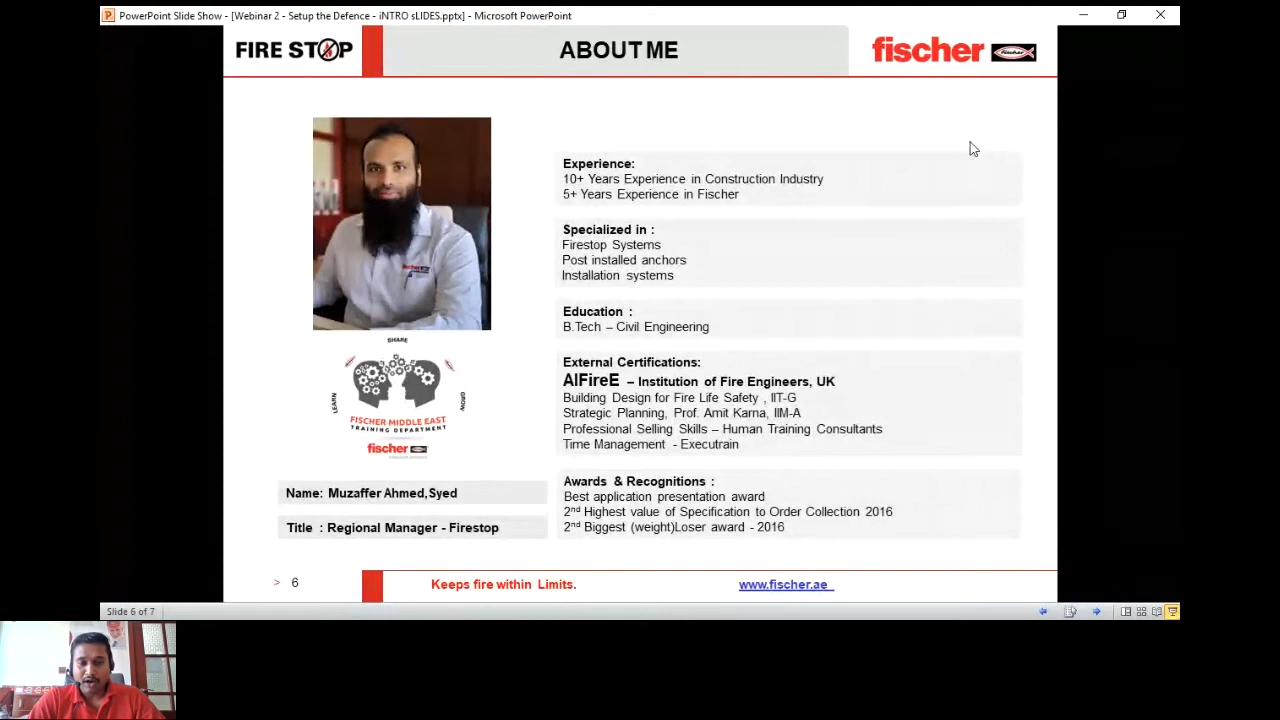 PowerPoint Slide Show - [Webinar 2 - Setup the Defence - iNTRO sLIDES.pptx] - Microsoft PowerPoint
FIRE STOP
ABOUT ME
fischer
fischer
Experience:
10+ Years Experience in Construction Industry
5+ Years Experience in Fischer
Specialized in :
Firestop Systems
Post installed anchors
Installation systems
Education :
B.Tech – Civil Engineering
External Certifications:
AIFireE – Institution of Fire Engineers, UK
Building Design for Fire Life Safety , IIT-G
Strategic Planning, Prof. Amit Karna, IIM-A
Professional Selling Skills – Human Training Consultants
Time Management - Executrain
Awards & Recognitions :
Best application presentation award
2nd Highest value of Specification to Order Collection 2016
2nd Biggest (weight)Loser award - 2016
SHARE
LEARN
GROW
FISCHER MIDDLE EAST
TRAINING DEPARTMENT
fischer
Name: Muzaffer Ahmed,Syed
Title : Regional Manager - Firestop
> 6
Keeps fire within Limits.
www.fischer.ae
Slide 6 of 7